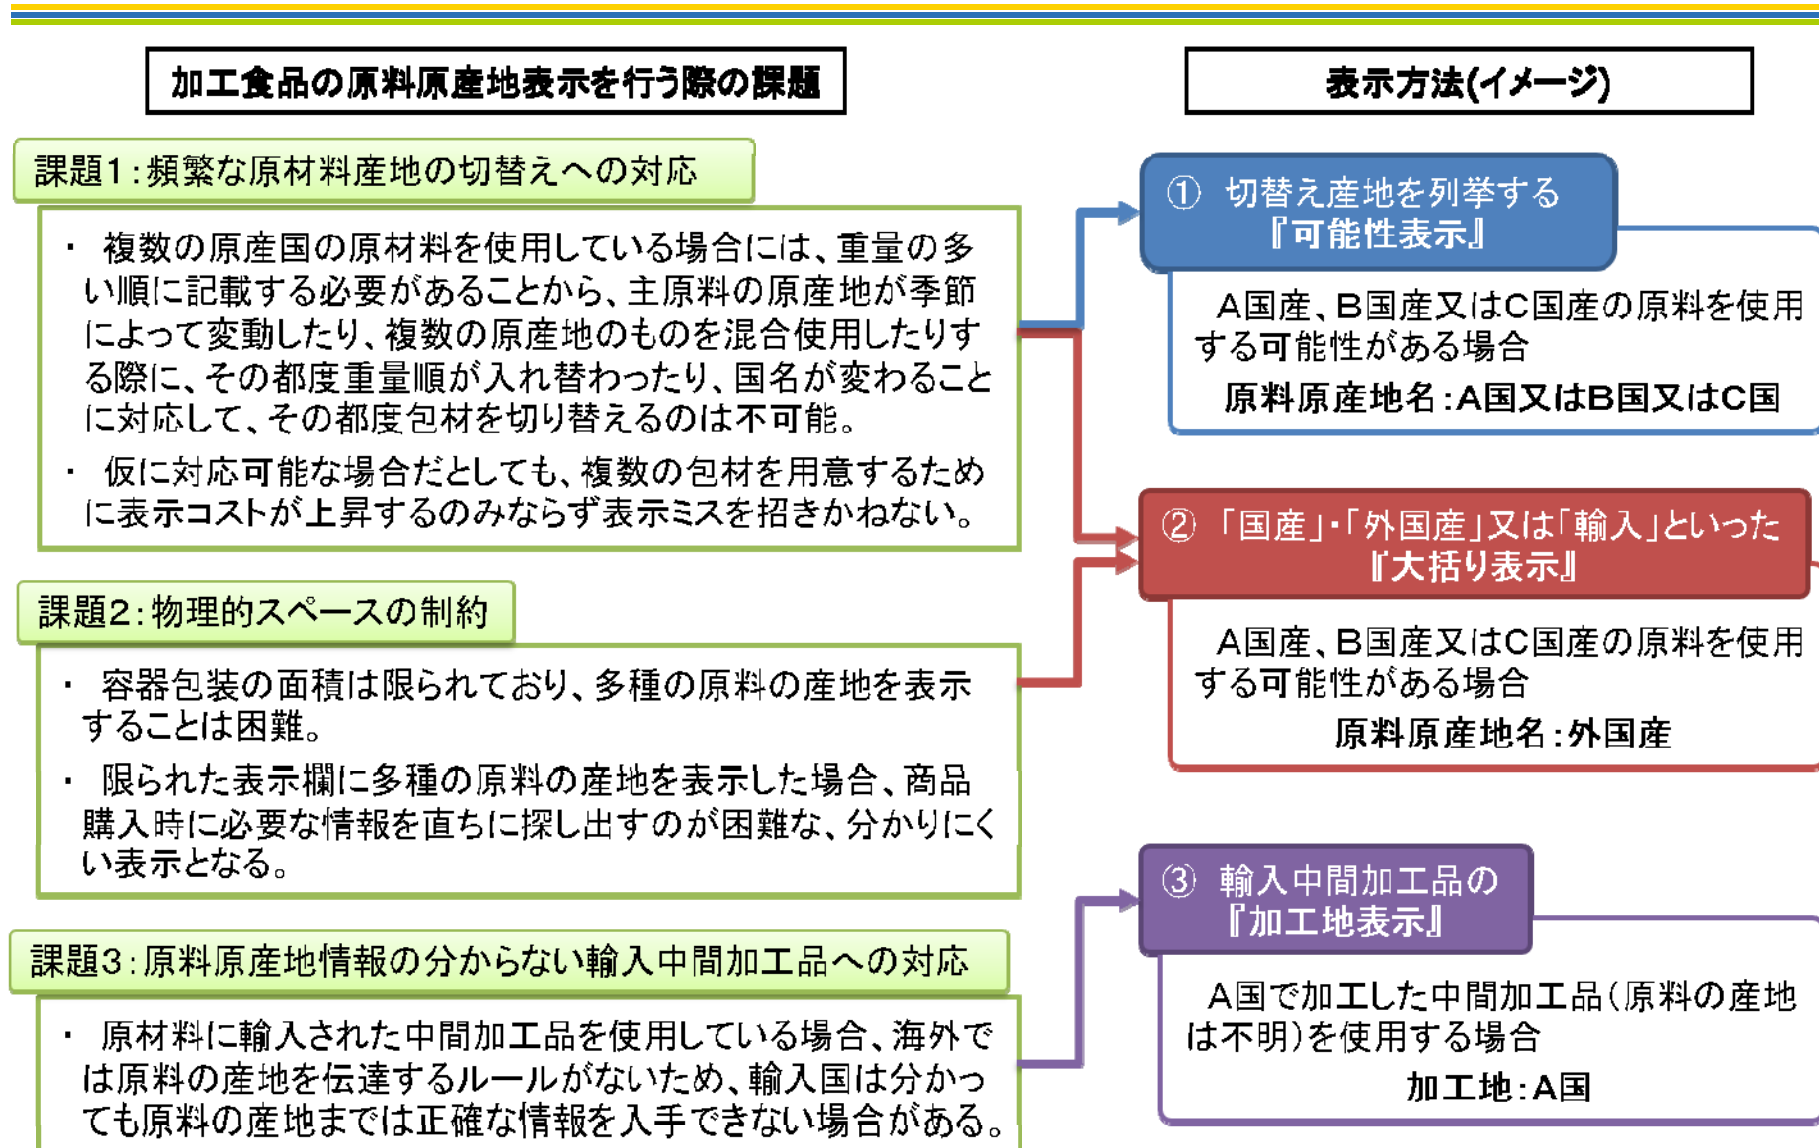 加工食品の原料原産地表示を行う際の課題
課題1:頻繁な原材料産地の切替えへの対応
・ 複数の原産国の原材料を使用している場合には、重量の多
い順に記載する必要があることから、主原料の原産地が季節
によって変動したり、複数の原産地のものを混合使用したりす
る際に、その都度重量順が入れ替わったり、国名が変わること
に対応して、その都度包材を切り替えるのは不可能。
・ 仮に対応可能な場合だとしても、複数の包材を用意するため
に表示コストが上昇するのみならず表示ミスを招きかねない。
課題2:物理的スペースの制約
・ 容器包装の面積は限られており、多種の原料の産地を表示
することは困難。
・ 限られた表示欄に多種の原料の産地を表示した場合、商品
購入時に必要な情報を直ちに探し出すのが困難な、分かりにく
い表示となる。
課題3:原料原産地情報の分からない輸入中間加工品への対応
・ 原材料に輸入された中間加工品を使用している場合、海外で
は原料の産地を伝達するルールがないため、輸入国は分かっ
ても原料の産地までは正確な情報を入手できない場合がある。
表示方法(イメージ)
① 切替え産地を列挙する
『可能性表示』
A国産、B国産又はC国産の原料を使用
する可能性がある場合
原料原産地名:A国又はB国又はC国
② 「国産」・「外国産」又は「輸入」といった
『大括り表示』
A国産、B国産又はC国産の原料を使用
する可能性がある場合
原料原産地名:外国産
③ 輸入中間加工品の
『加工地表示』
A国で加工した中間加工品(原料の産地
は不明)を使用する場合
加工地:A国